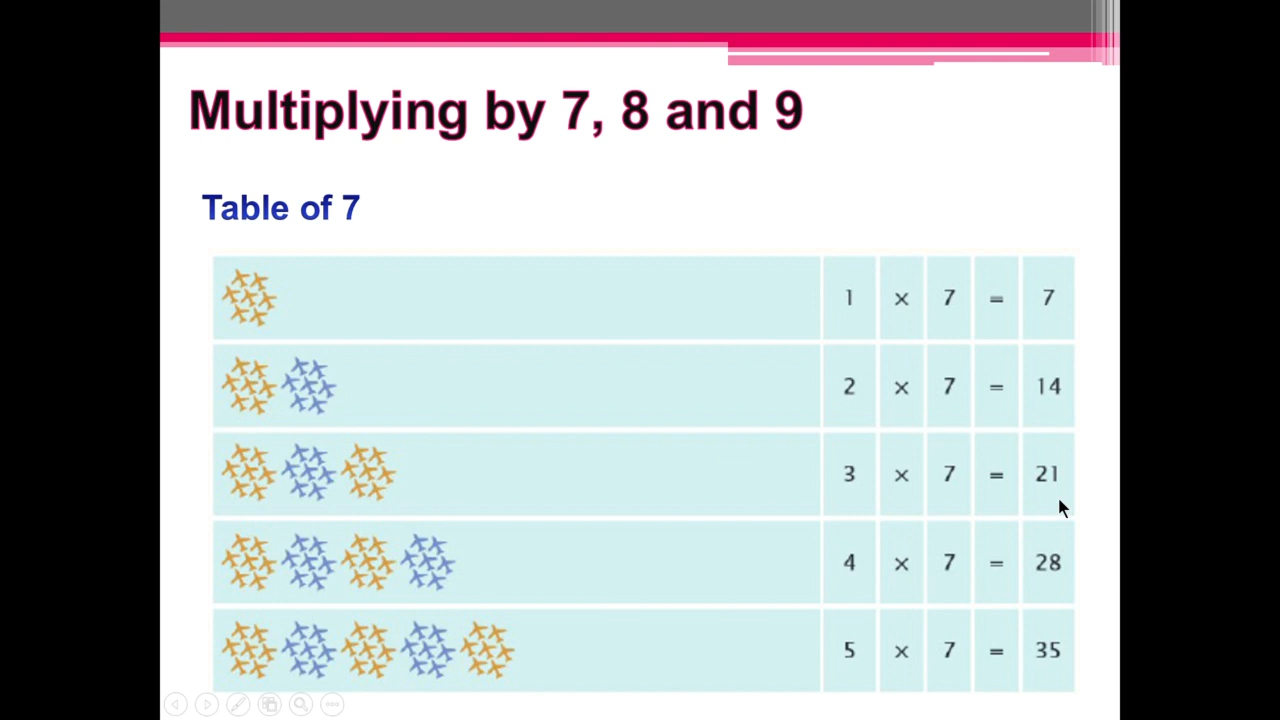 Multiplying by 7, 8 and 9
Table of 7
1 × 7 = 7
2 × 7 = 14
3 × 7 = 21
4 × 7 = 28
5 × 7 = 35